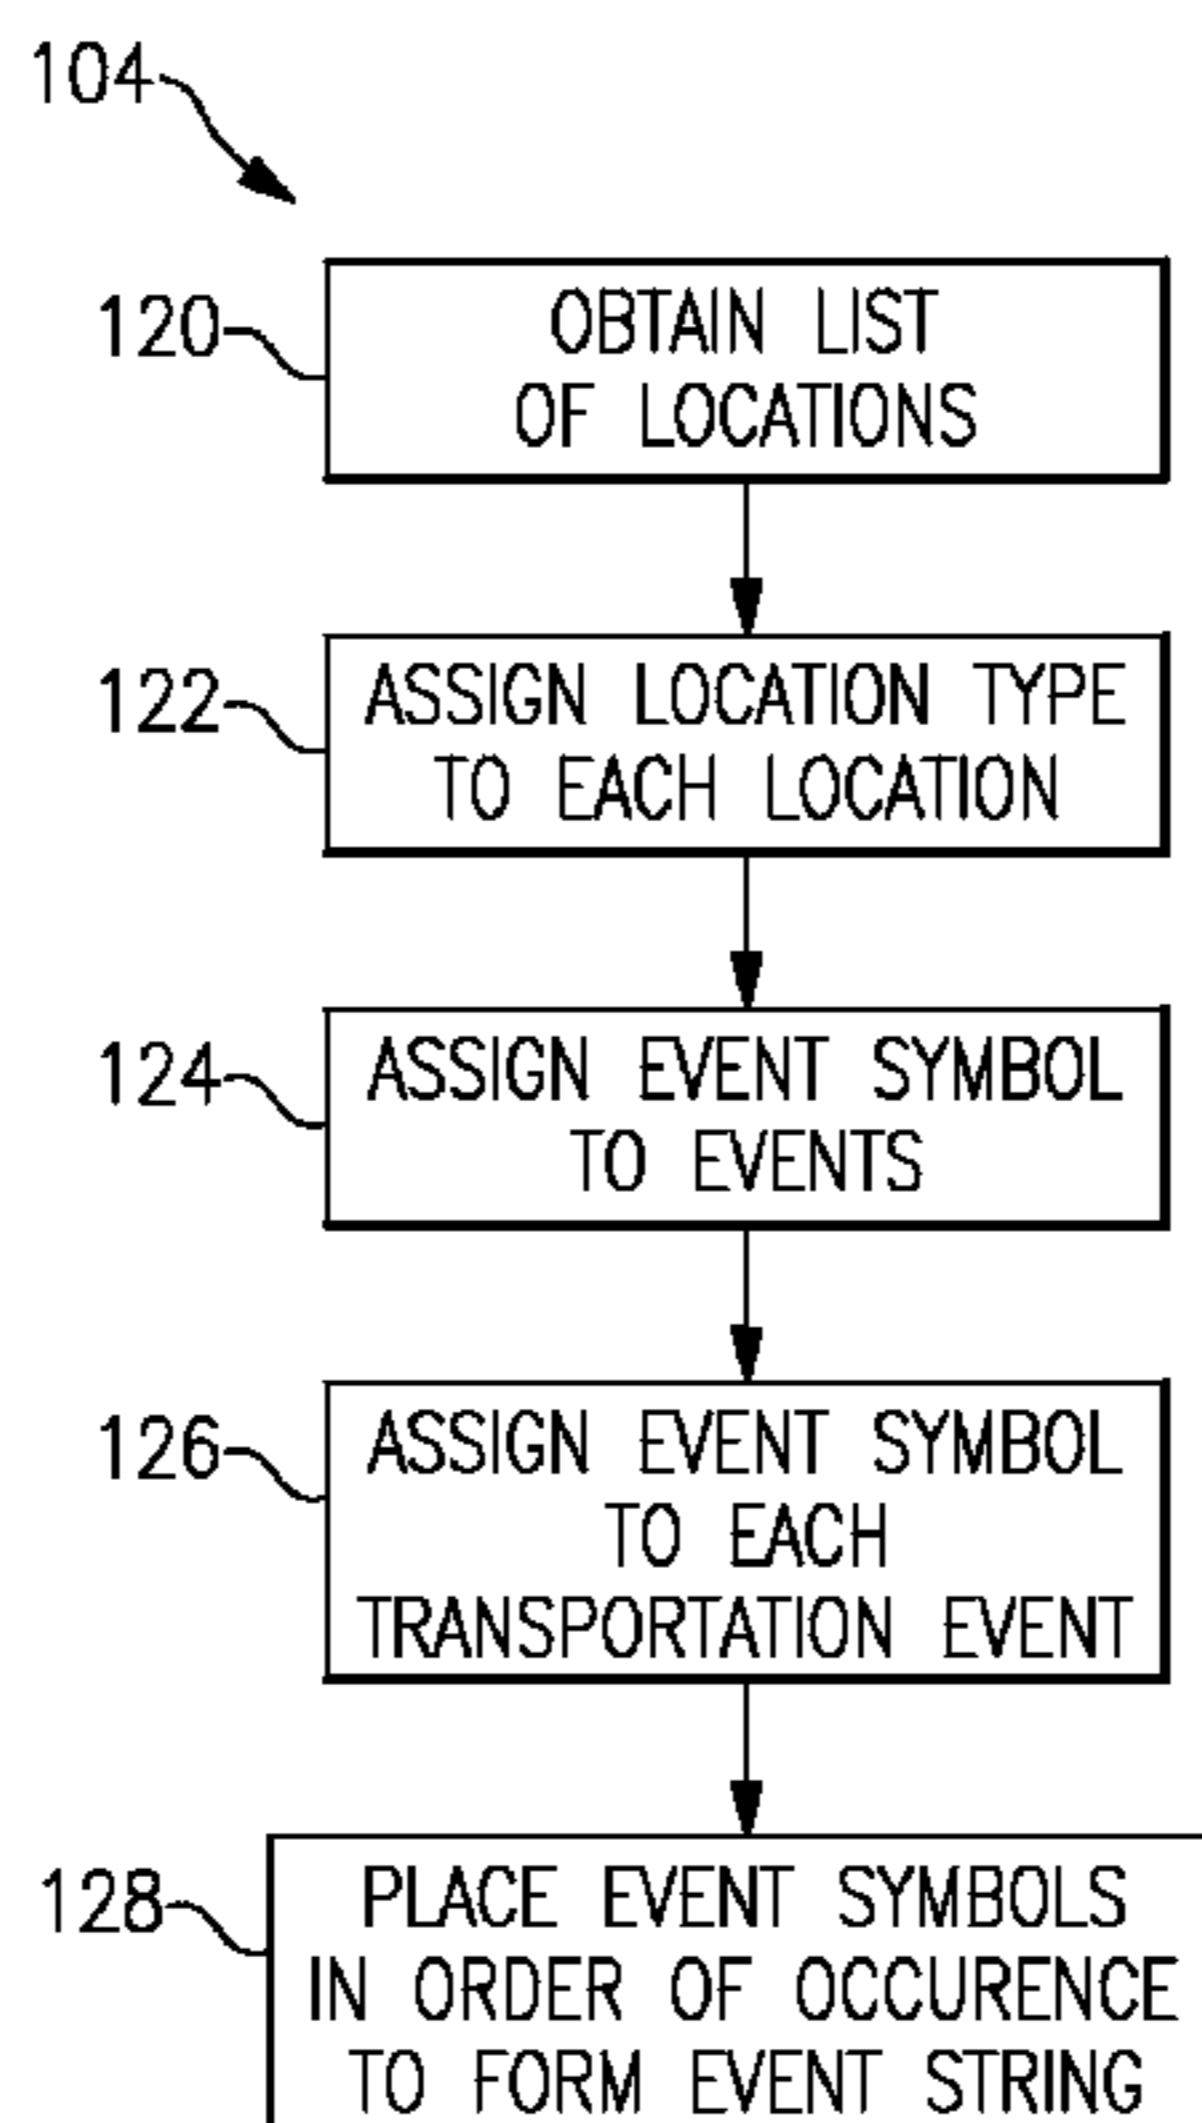 104
120
OBTAIN LIST
OF LOCATIONS
122
ASSIGN LOCATION TYPE
TO EACH LOCATION
124
ASSIGN EVENT SYMBOL
TO EVENTS
126
ASSIGN EVENT SYMBOL
TO EACH
TRANSPORTATION EVENT
128
PLACE EVENT SYMBOLS
IN ORDER OF OCCURENCE
TO FORM EVENT STRING